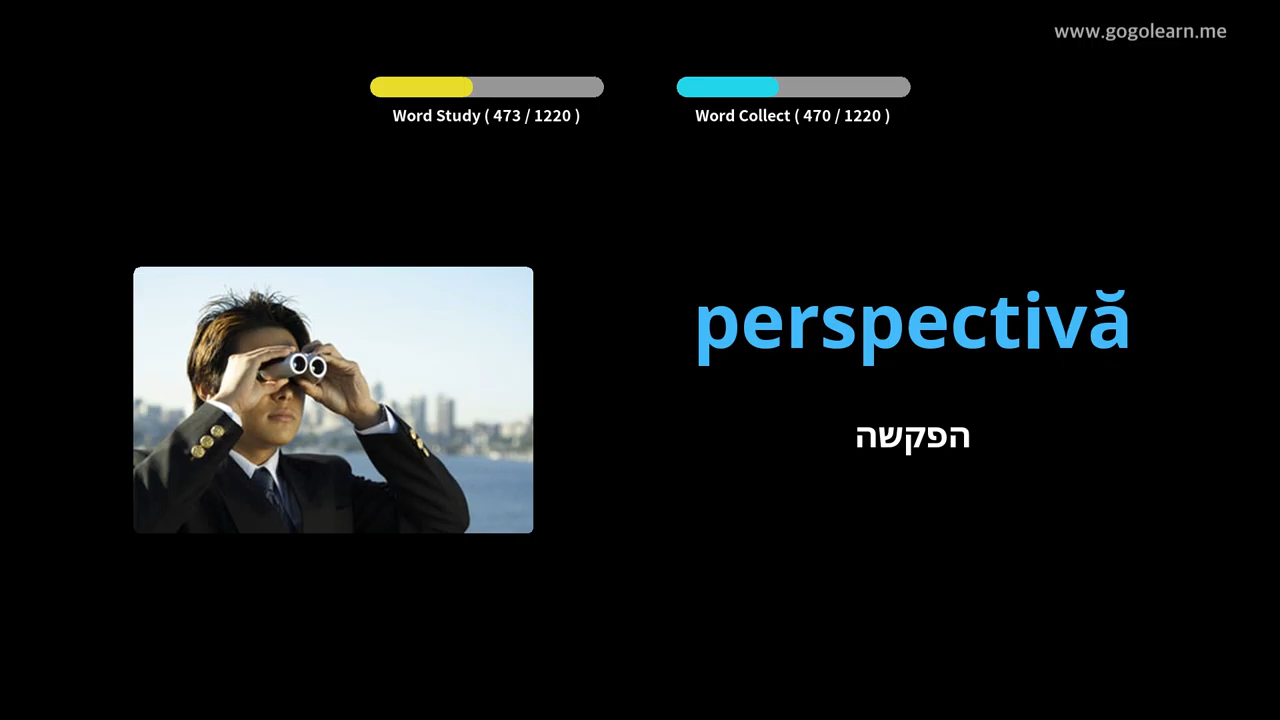 www.gogolearn.me
Word Study ( 473 / 1220 )
Word Collect ( 470 / 1220 )
perspectivă
הפקשה